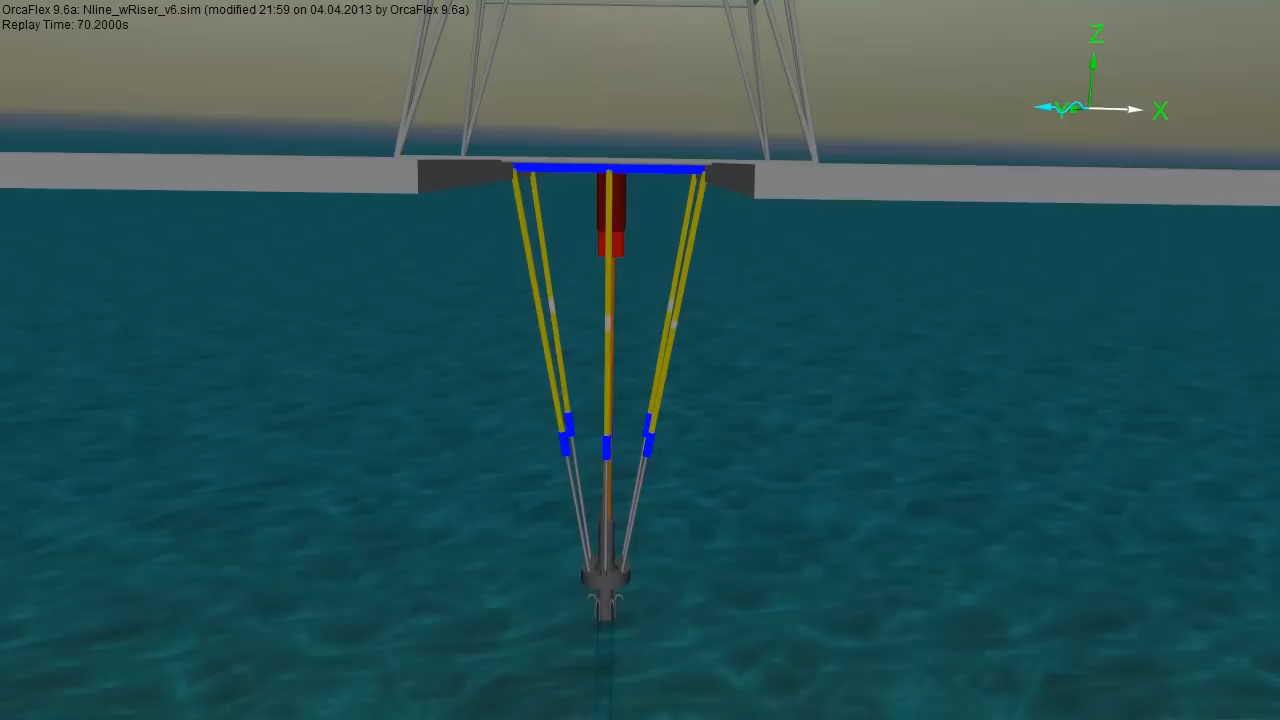 OrcaFlex 9.6a: Nline_wRiser_v6.sim (modified 21:59 on 04.04.2013 by OrcaFlex 9.6a)
Replay Time: 70.2000s
Z
Y X